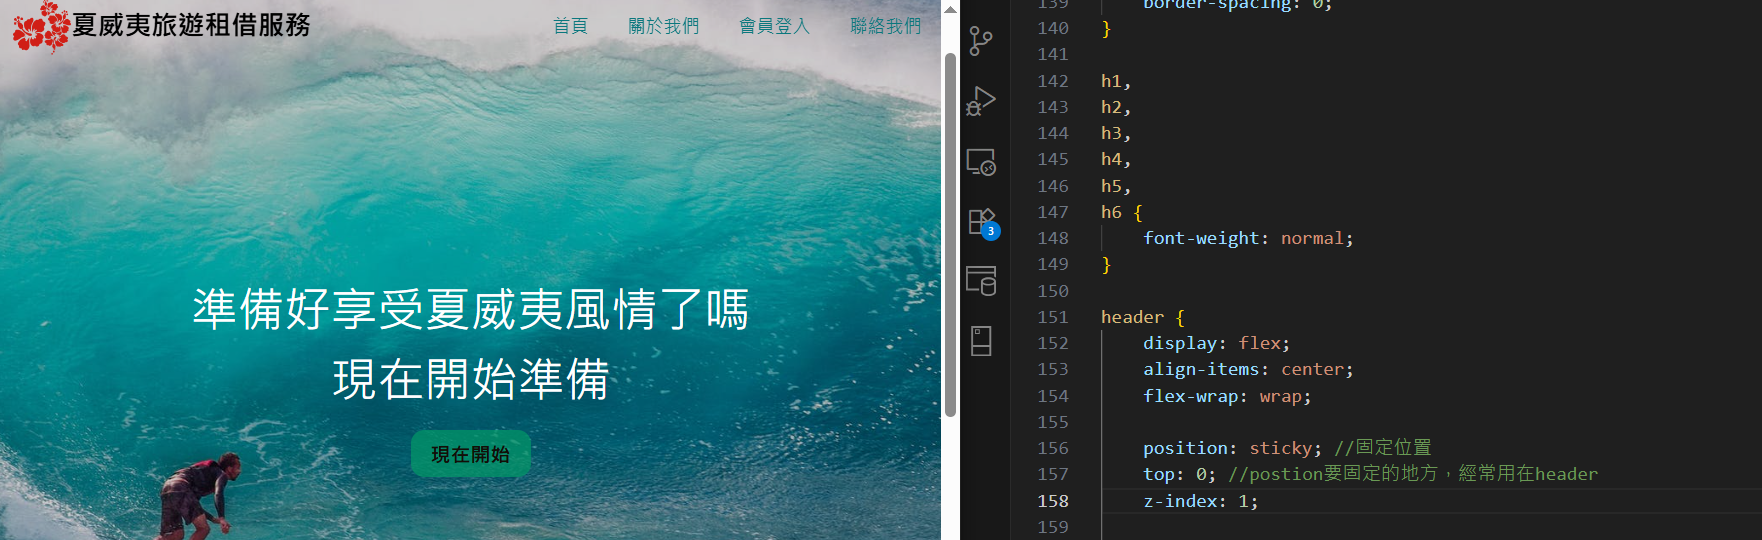 夏威夷旅遊租借服務
首頁 關於我們 會員登入 聯絡我們
準備好享受夏威夷風情了嗎
現在開始準備
現在開始
3
139 border-spacing: 0;
140 }
141
142 h1,
143 h2,
144 h3,
145 h4,
146 h5,
147 h6 {
148 font-weight: normal;
149 }
150
151 header {
152 display: flex;
153 align-items: center;
154 flex-wrap: wrap;
155
156 position: sticky; //固定位置
157 top: 0; //postion要固定的地方，經常用在header
158 z-index: 1;
159